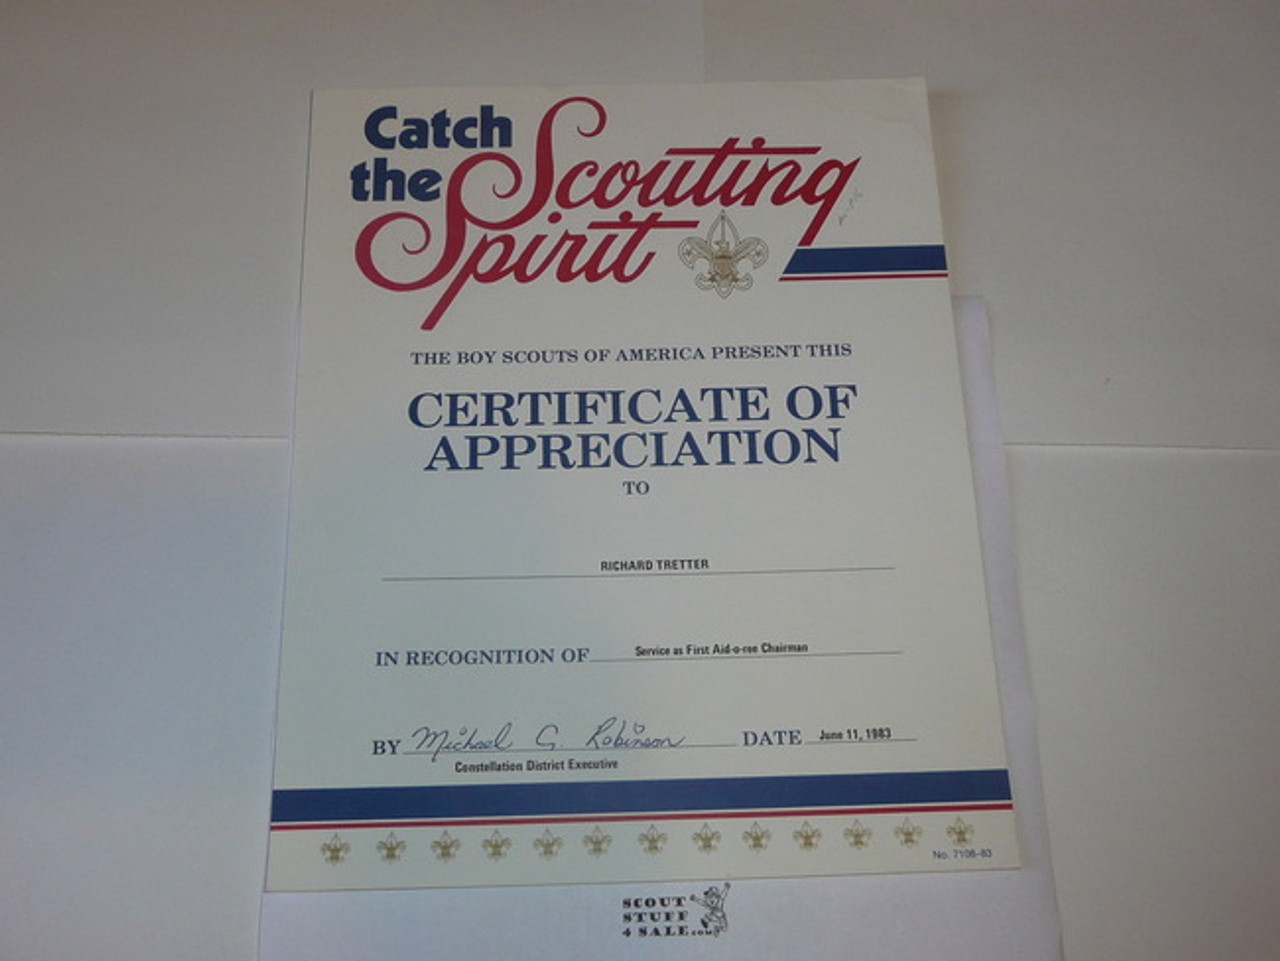 Catch
the Scouting
Spirit
THE BOY SCOUTS OF AMERICA PRESENT THIS
CERTIFICATE OF
APPRECIATION
TO
RICHARD TRETTER
IN RECOGNITION OF Service as First Aid-o-ree Chairman
BY Michael G. Robinson DATE June 11, 1983
Constellation District Executive
No. 7108-83
SCOUT
STUFF
4 SALE.com